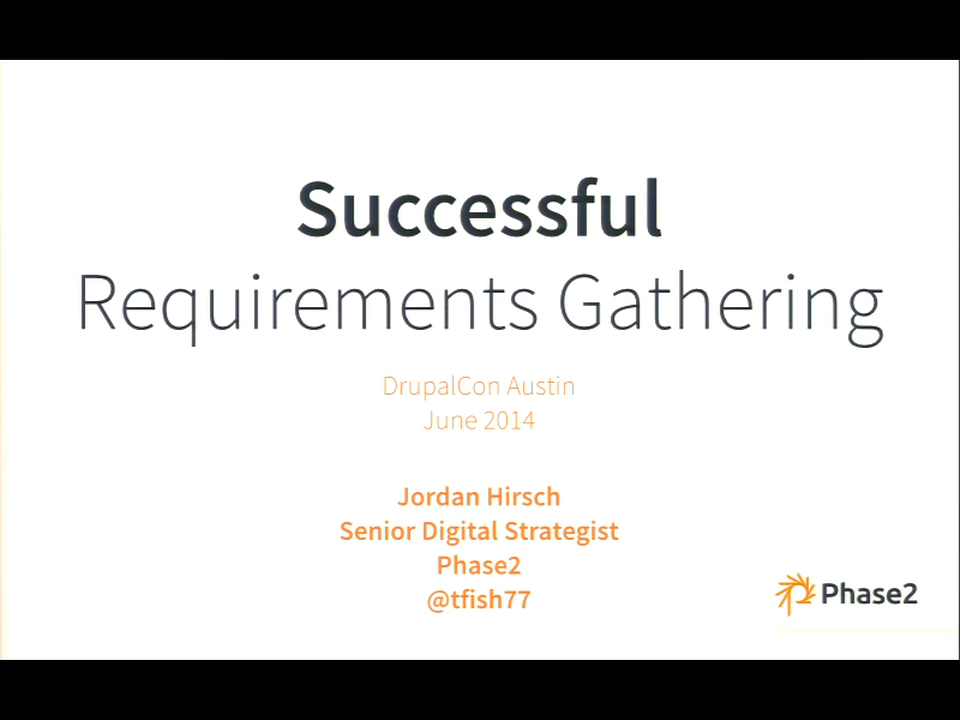 Successful
Requirements Gathering
DrupalCon Austin
June 2014
Jordan Hirsch
Senior Digital Strategist
Phase2
@tfish77
Phase2